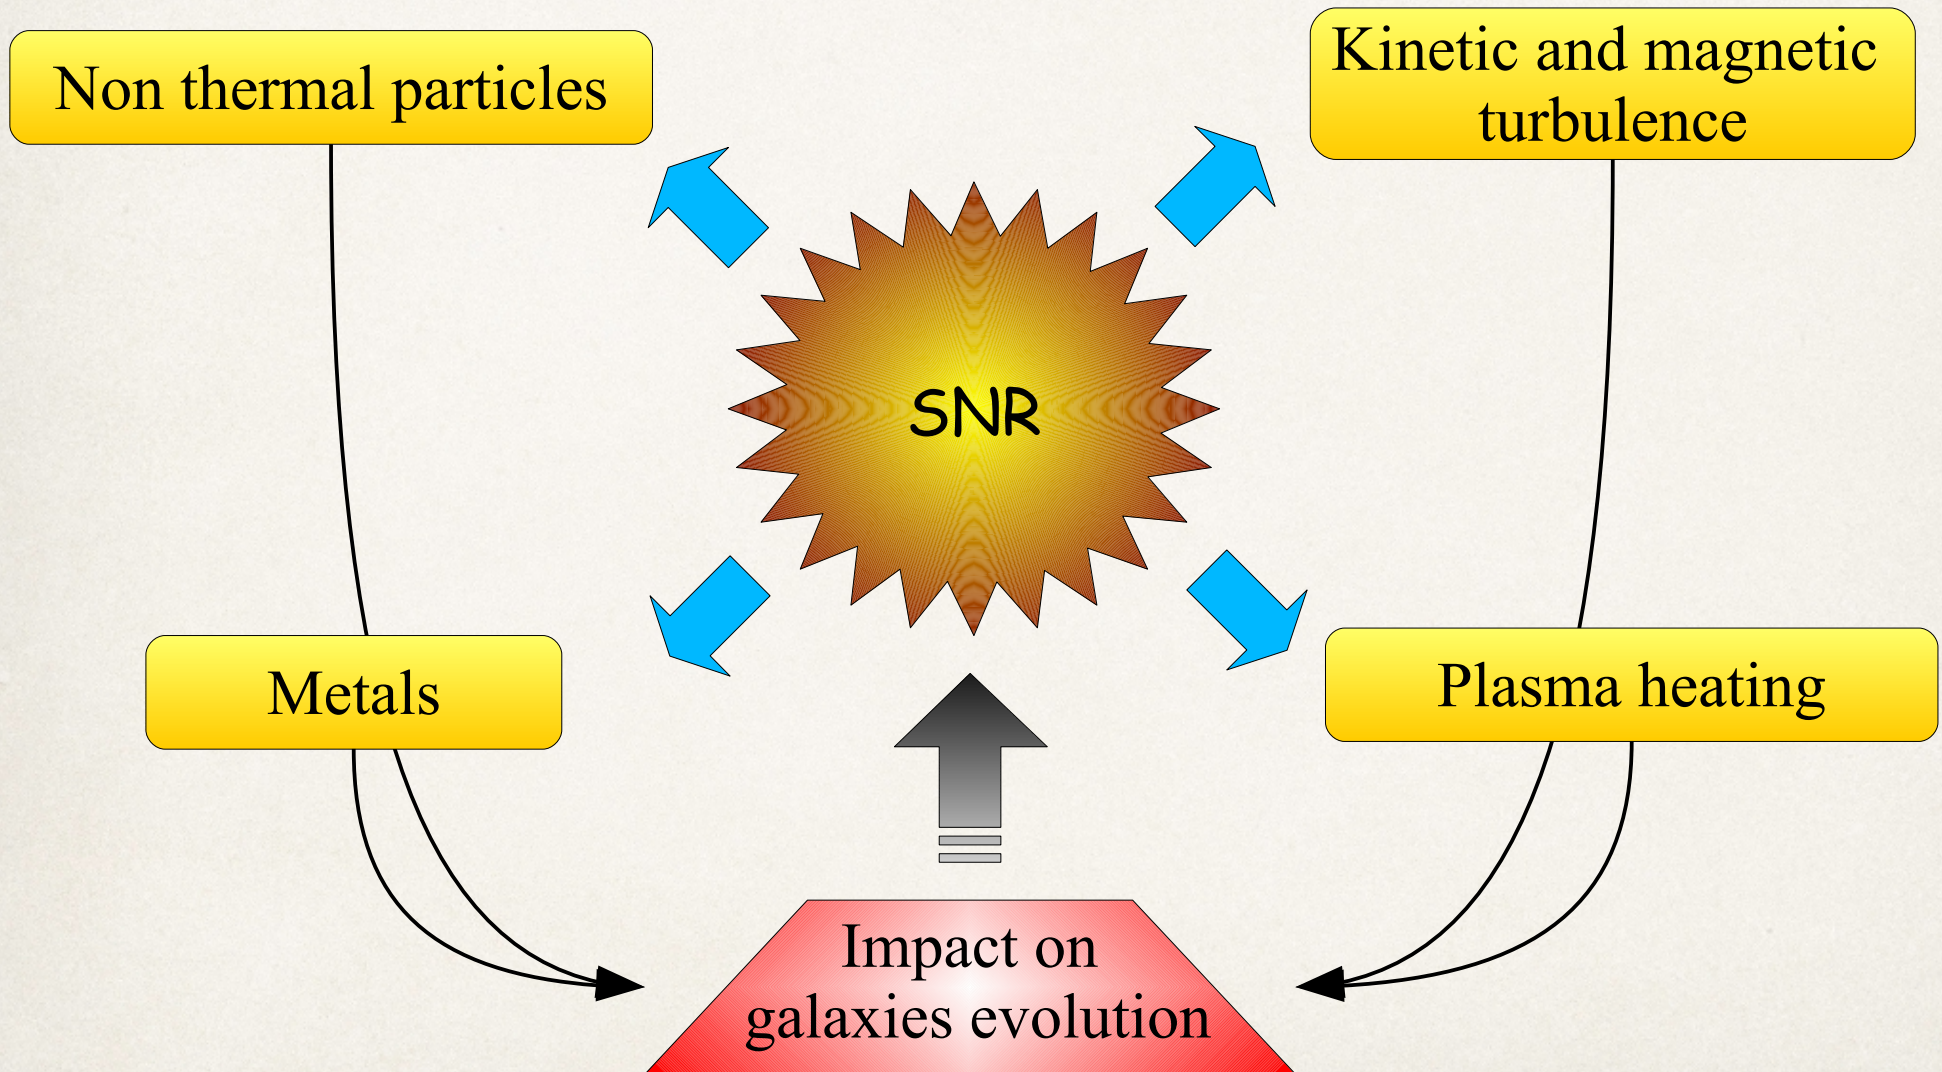 Non thermal particles
Kinetic and magnetic
turbulence
SNR
Metals
Plasma heating
Impact on
galaxies evolution